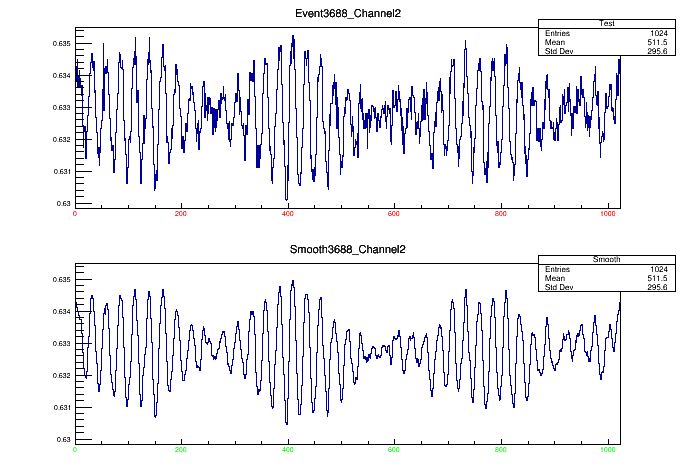 Event3688_Channel2
Test
Entries 1024
Mean 511.5
Std Dev 295.6
0.635
0.634
0.633
0.632
0.631
0.63
0 200 400 600 800 1000
Smooth3688_Channel2
Smooth
Entries 1024
Mean 511.5
Std Dev 295.6
0.635
0.634
0.633
0.632
0.631
0.63
0 200 400 600 800 1000